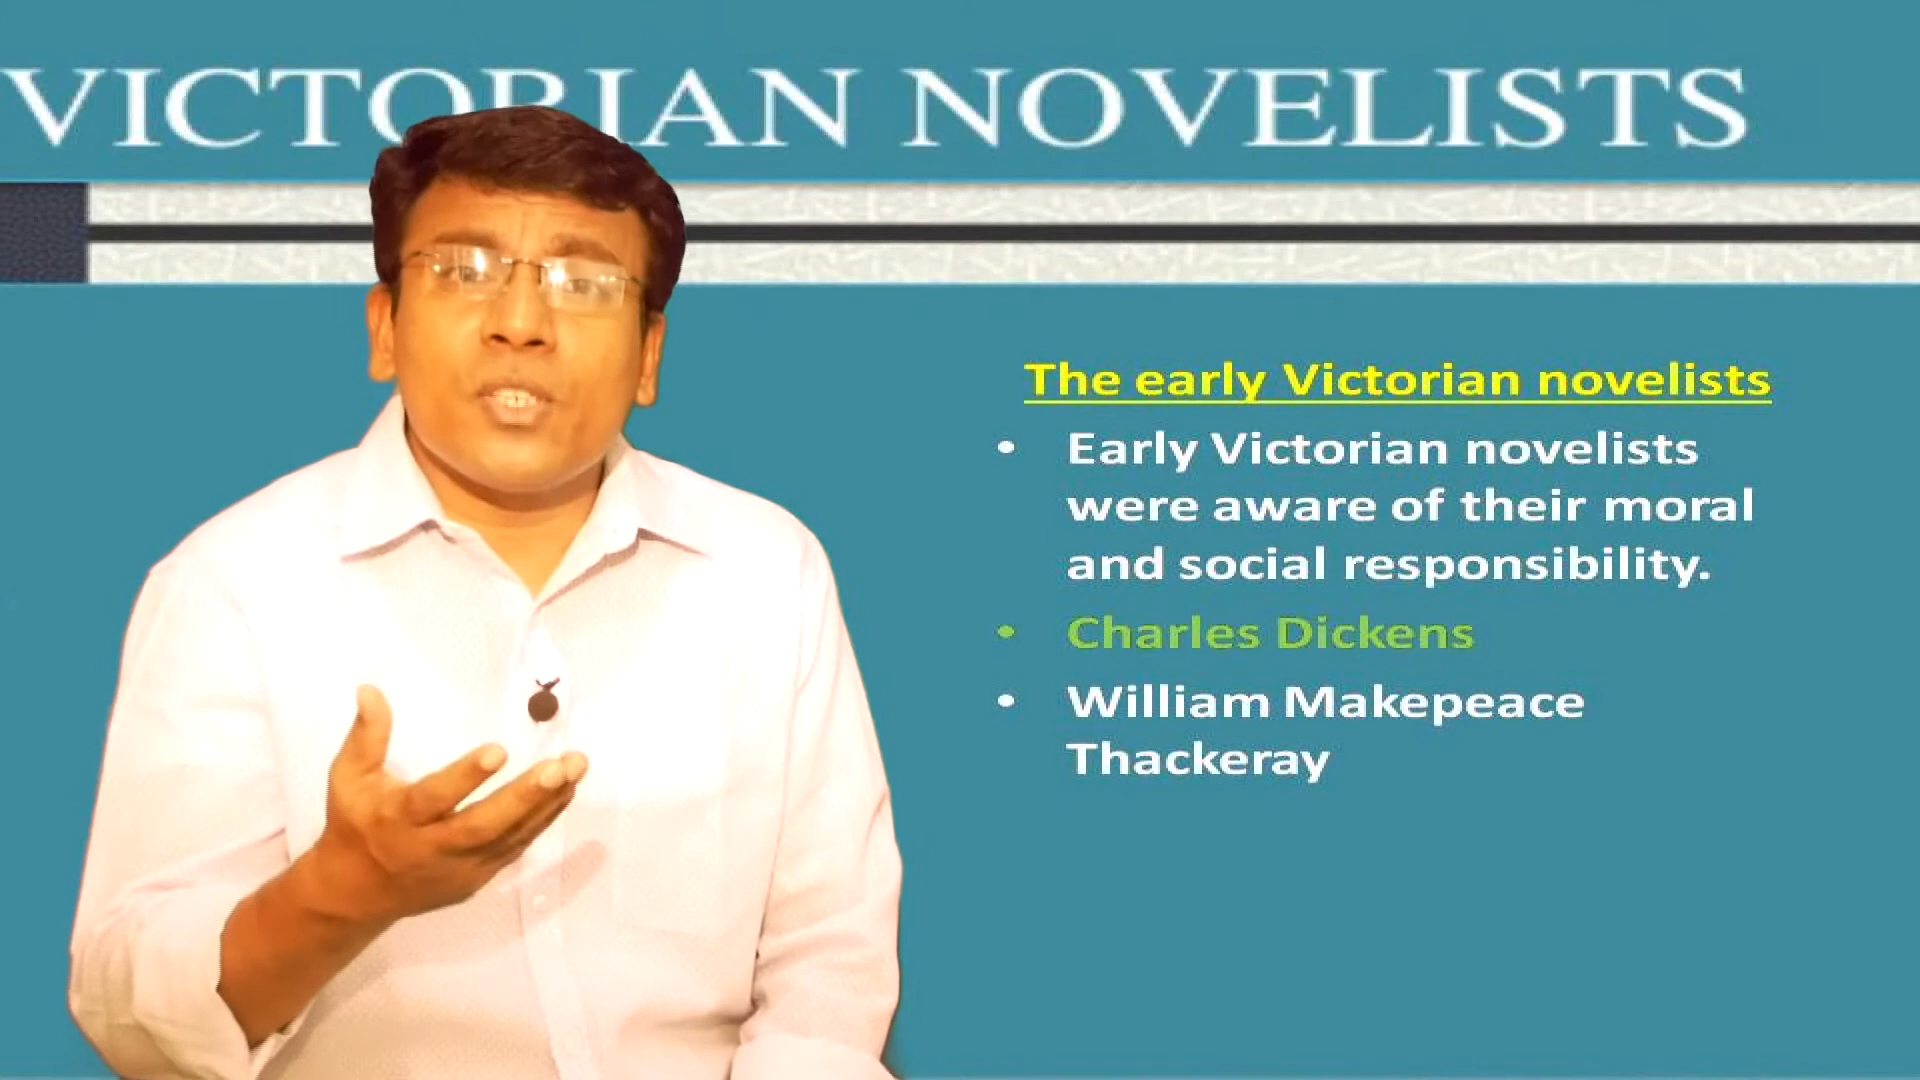 VICTORIAN NOVELISTS
The early Victorian novelists
• Early Victorian novelists
were aware of their moral
and social responsibility.
• Charles Dickens
• William Makepeace
Thackeray